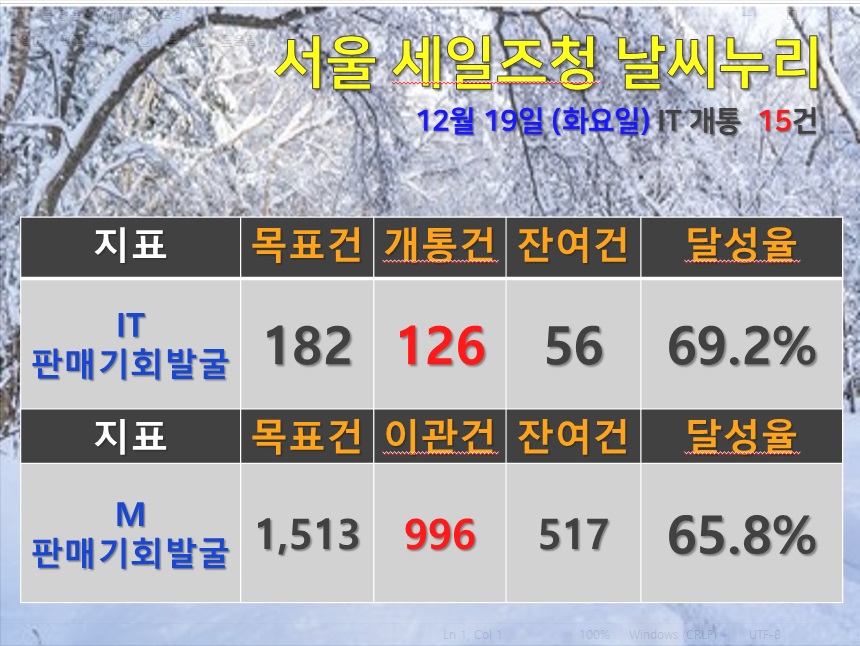 서울 세일즈청 날씨누리
12월 19일 (화요일) IT 개통 15건
지표 목표건 개통건 잔여건 달성율
IT
판매기회발굴 182 126 56 69.2%
지표 목표건 이관건 잔여건 달성율
M
판매기회발굴 1,513 996 517 65.8%
Ln 1, Col 1 100% Windows (CRLF) UTF-8